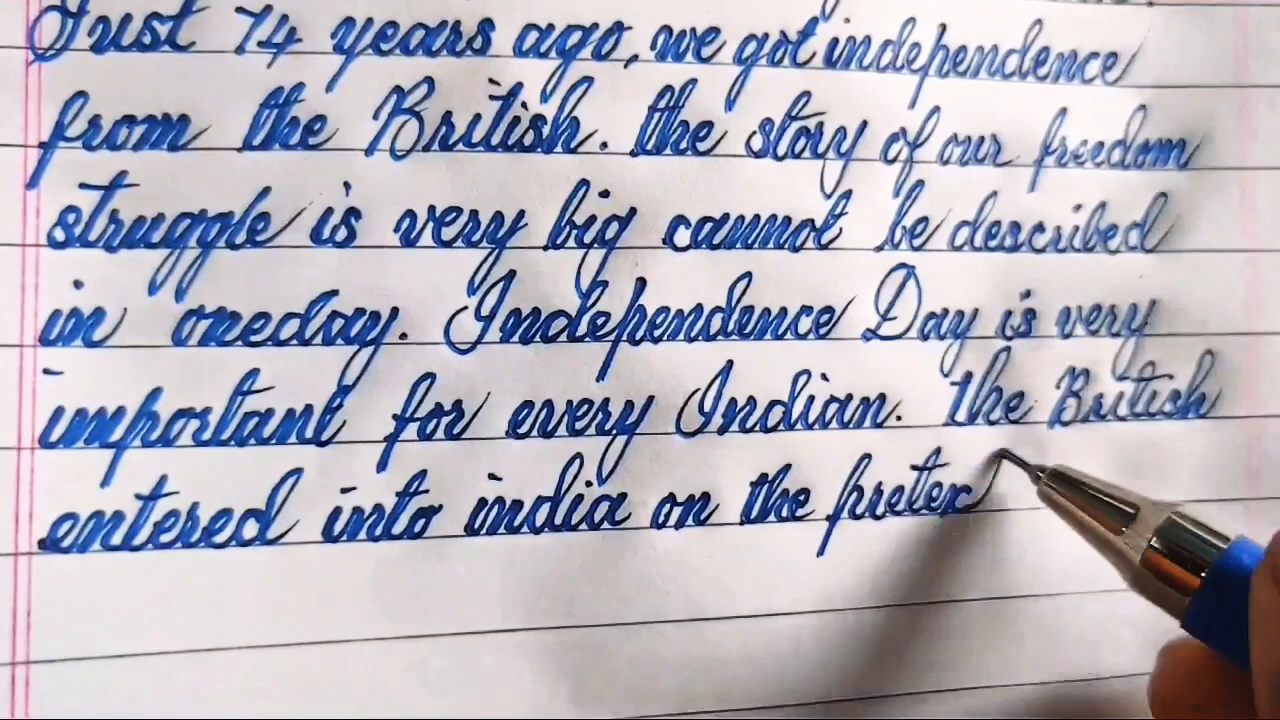 Just 74 years ago, we got independence
from the British. the story of our freedom
struggle is very big cannot be described
in oneday. Independence Day is very
important for every Indian. the British
entered into india on the pretex